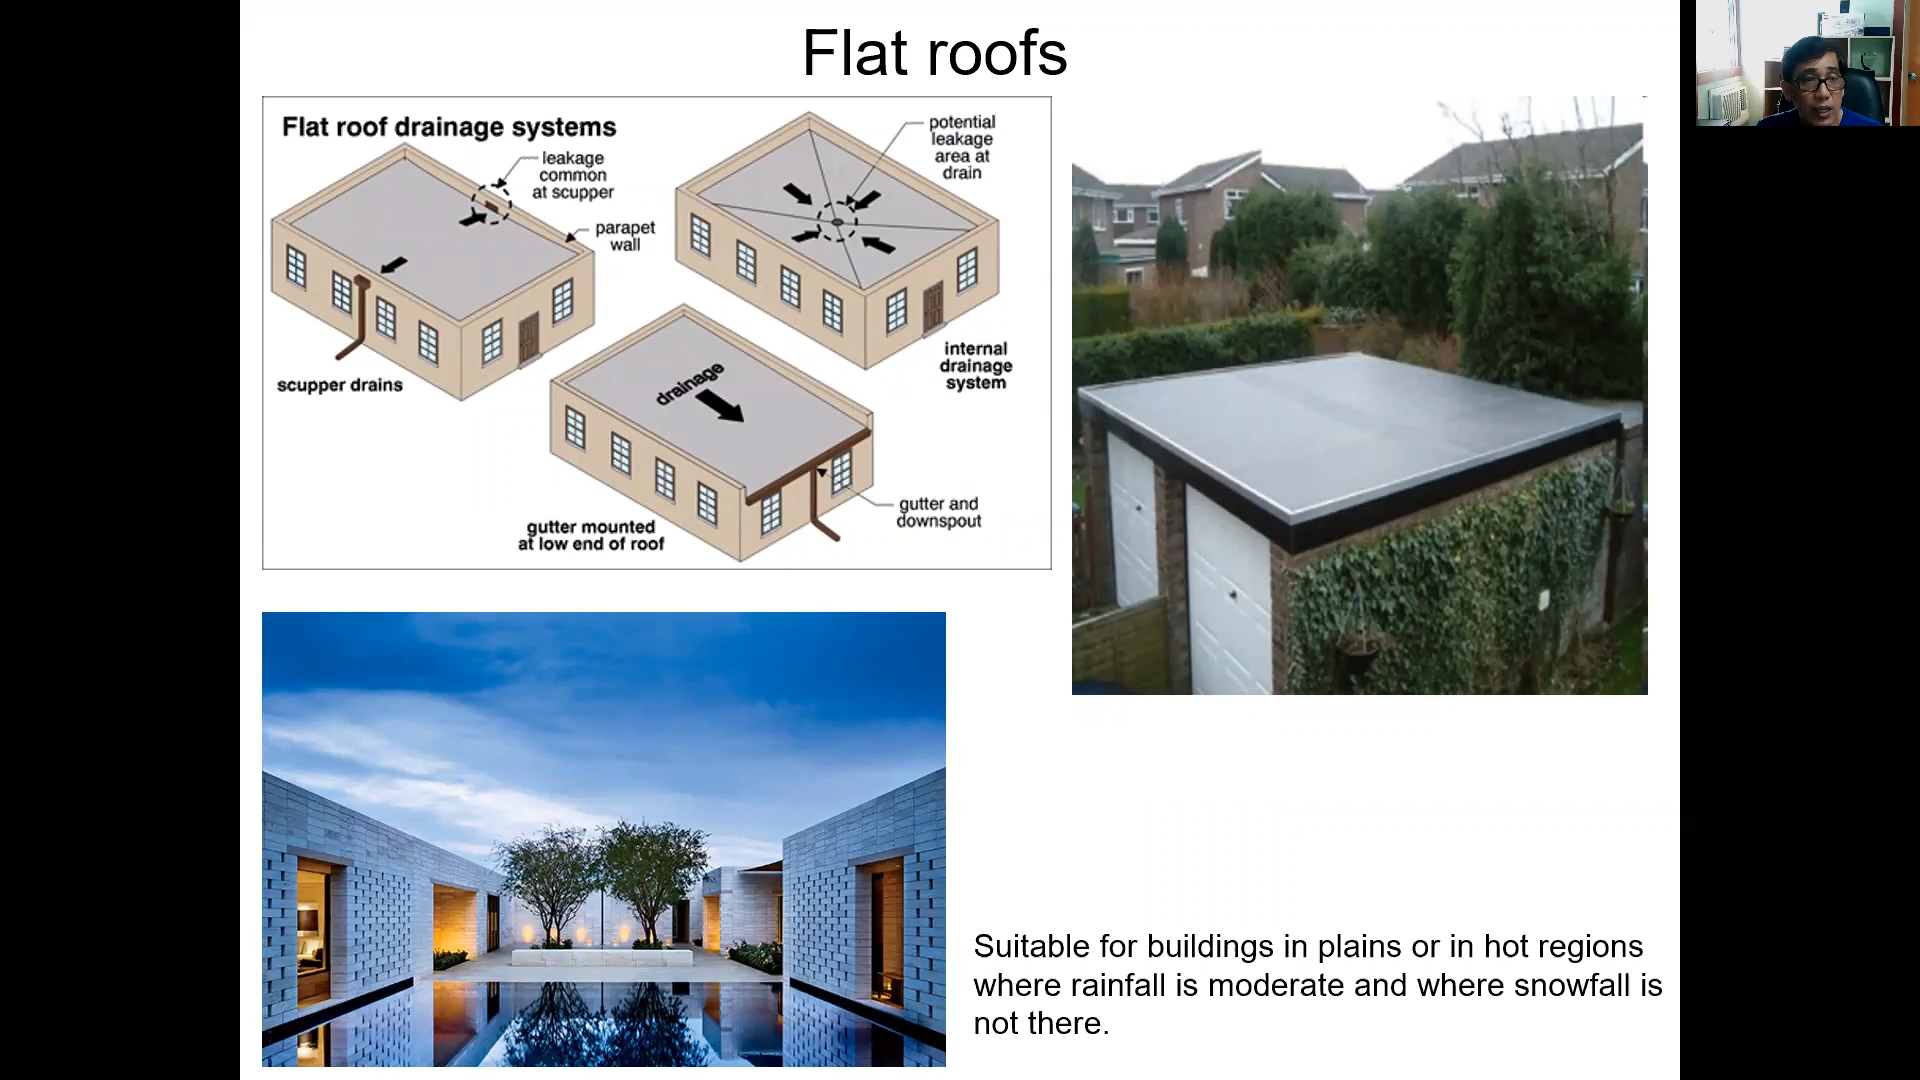 Flat roofs
Flat roof drainage systems
leakage
common
at scupper
parapet
wall
scupper drains
potential
leakage
area at
drain
internal
drainage
system
drainage
gutter and
downspout
gutter mounted
at low end of roof
Suitable for buildings in plains or in hot regions
where rainfall is moderate and where snowfall is
not there.